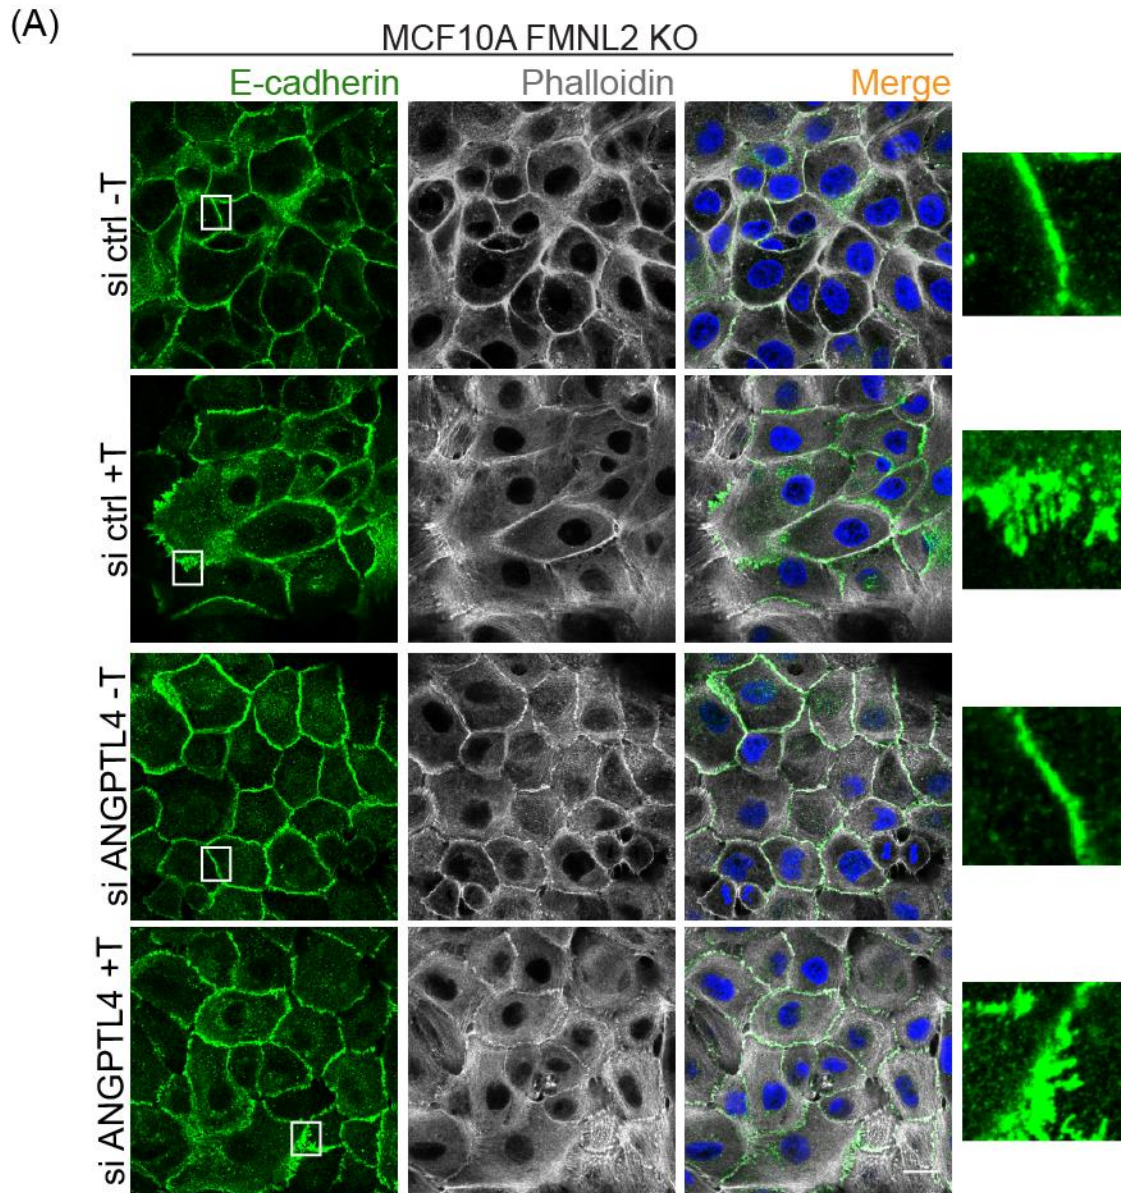 (A)
MCF10A FMNL2 KO
E-cadherin Phalloidin Merge
si ctrl -T
si ctrl +T
si ANGPTL4 -T
si ANGPTL4 +T